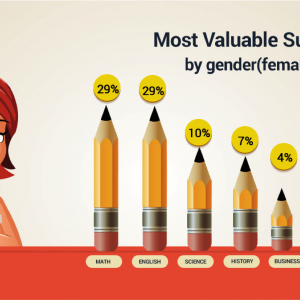 Most Valuable Su
by gender(fema
29%
29%
10%
7%
4%
MATH
ENGLISH
SCIENCE
HISTORY
BUSINESS